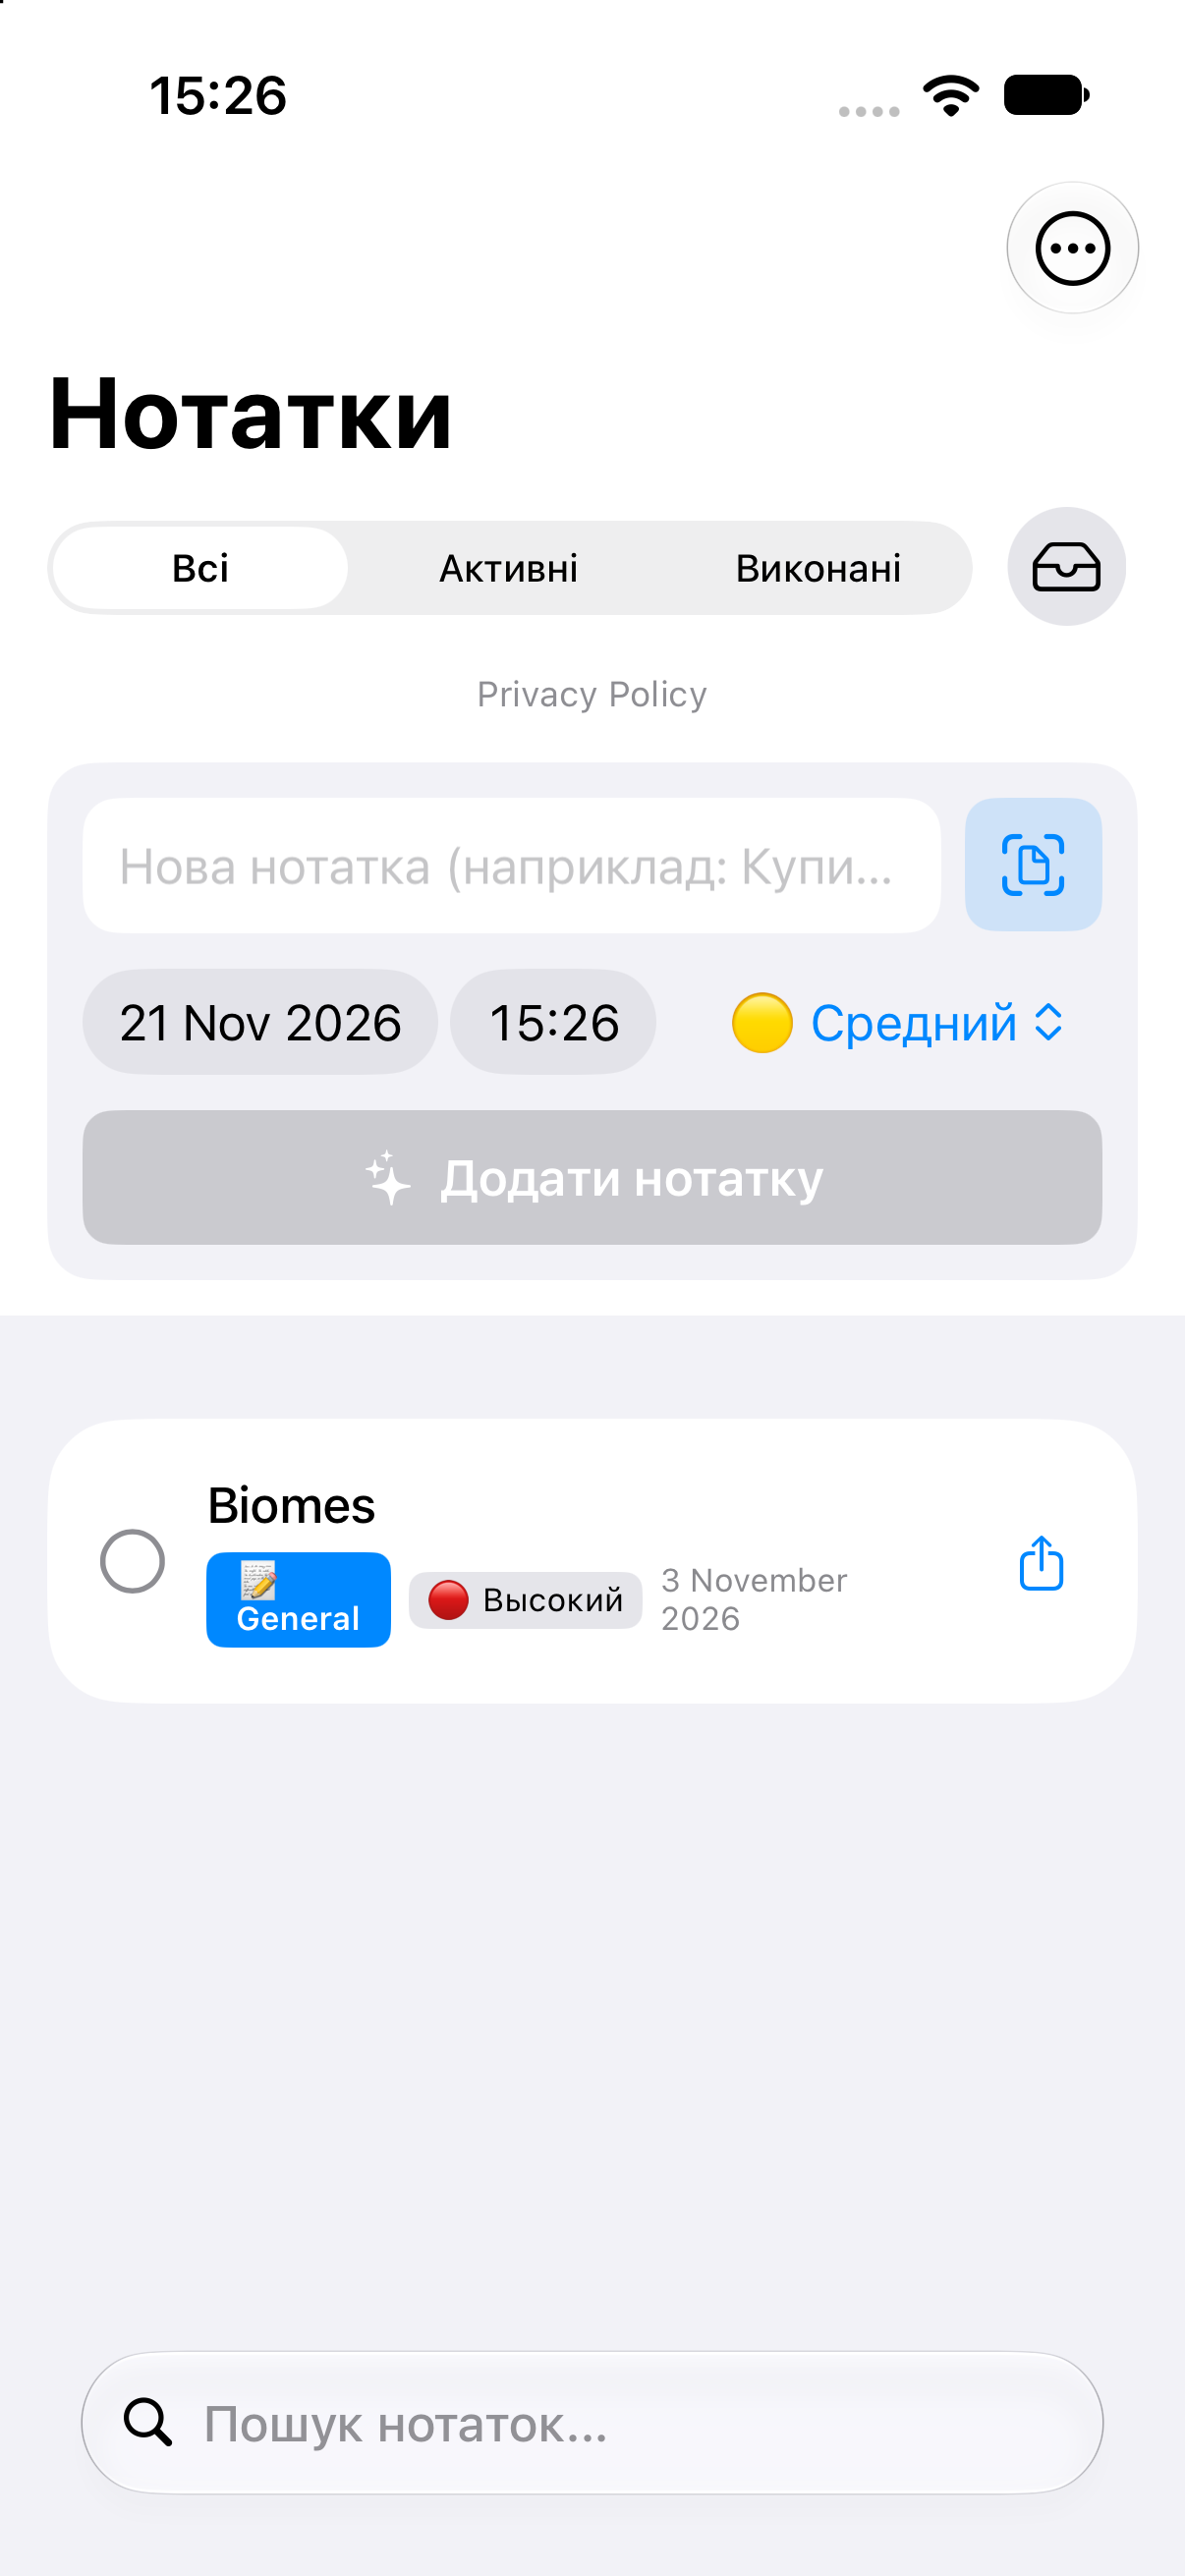 15:26
Нотатки
Всі Активні Виконані
Privacy Policy
Нова нотатка (наприклад: Купи...
21 Nov 2026 15:26 Средний
Додати нотатку
Biomes
General
Высокий
3 November
2026
Пошук нотаток...